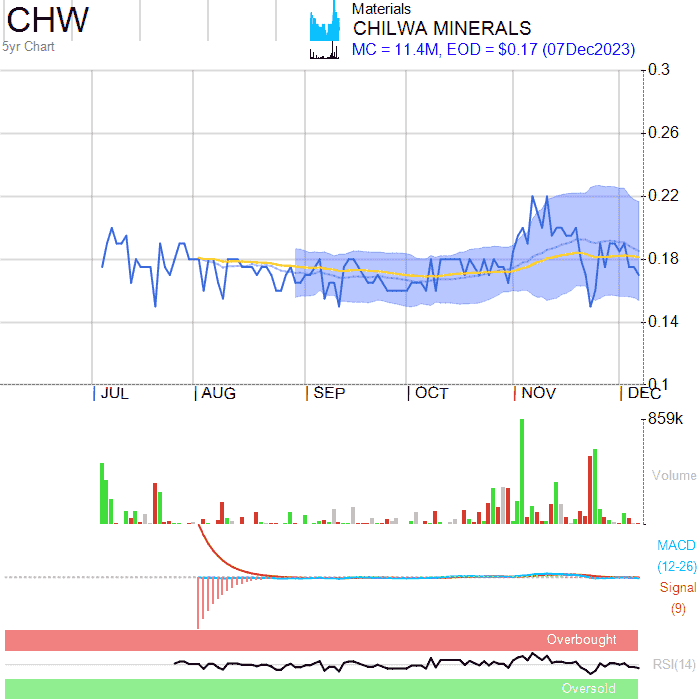 CHW
5yr Chart
Materials
CHILWA MINERALS
MC = 11.4M, EOD = $0.17 (07Dec2023)
0.3
0.26
0.22
0.18
0.14
0.1
JUL AUG SEP OCT NOV DEC
859k
Volume
MACD
(12-26)
Signal
(9)
Overbought
RSI(14)
Oversold